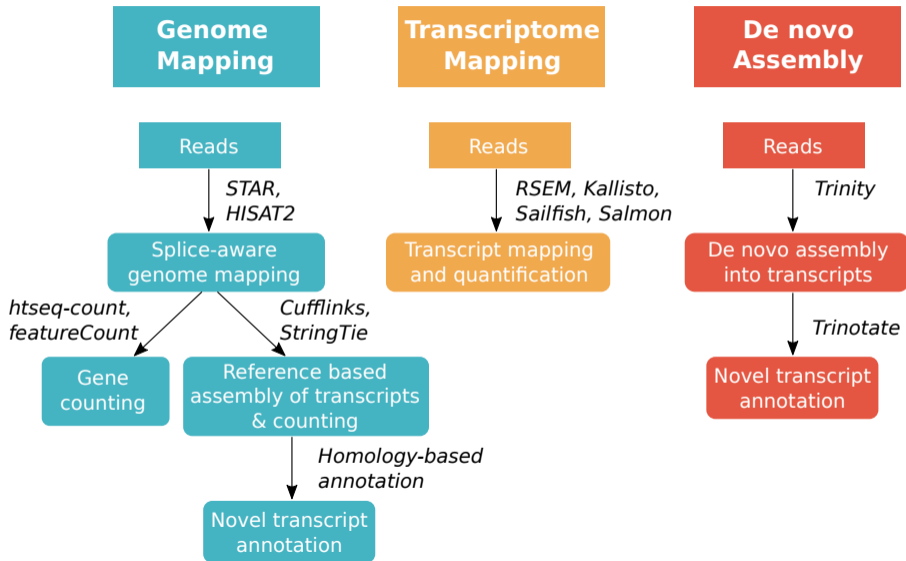 Genome
Mapping
Transcriptome
Mapping
De novo
Assembly
Reads
Reads
Reads
STAR,
HISAT2
RSEM, Kallisto,
Sailfish, Salmon
Trinity
Splice-aware
genome mapping
Transcript mapping
and quantification
De novo assembly
into transcripts
htseq-count,
featureCount
Cufflinks,
StringTie
Trinotate
Gene
counting
Reference based
assembly of transcripts
& counting
Novel transcript
annotation
Homology-based
annotation
Novel transcript
annotation